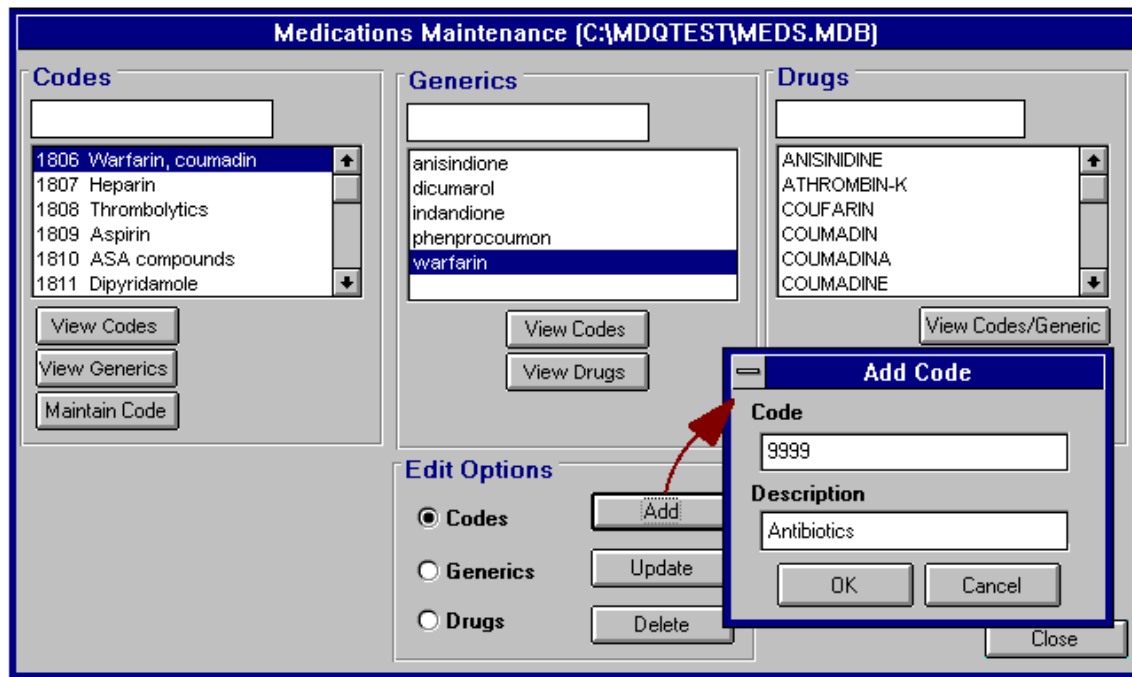 Medications Maintenance (C:\MDQTEST\MEDS.MDB)
Codes
1806 Warfarin, coumadin
1807 Heparin
1808 Thrombolytics
1809 Aspirin
1810 ASA compounds
1811 Dipyridamole
View Codes
View Generics
Maintain Code
Generics
anisindione
dicumarol
indandione
phenprocoumon
warfarin
View Codes
View Drugs
Drugs
ANISINIDINE
ATHROMBIN-K
COUFARIN
COUMADIN
COUMADINA
COUMADINE
View Codes/Generic
Edit Options
Codes
Generics
Drugs
Add
Update
Delete
Add Code
Code
9999
Description
Antibiotics
OK Cancel
Close